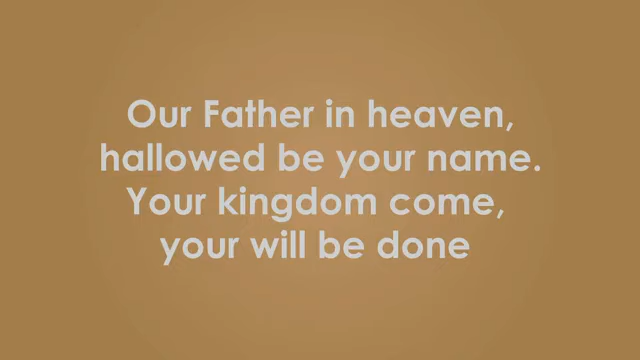 Our Father in heaven,
hallowed be your name.
Your kingdom come,
your will be done